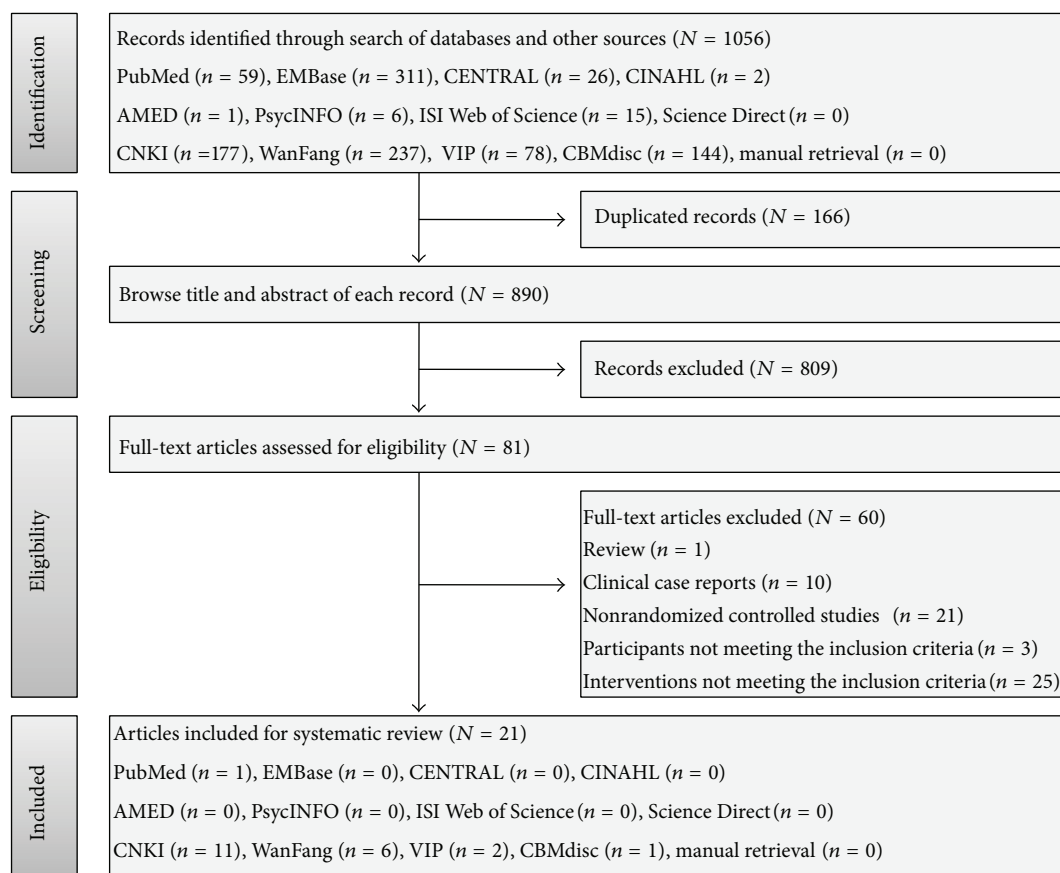 Identification
Records identified through search of databases and other sources (N = 1056)
PubMed (n = 59), EMBase (n = 311), CENTRAL (n = 26), CINAHL (n = 2)
AMED (n = 1), PsycINFO (n = 6), ISI Web of Science (n = 15), Science Direct (n = 0)
CNKI (n =177), WanFang (n = 237), VIP (n = 78), CBMdisc (n = 144), manual retrieval (n = 0)
Screening
Duplicated records (N = 166)
Browse title and abstract of each record (N = 890)
Records excluded (N = 809)
Eligibility
Full-text articles assessed for eligibility (N = 81)
Full-text articles excluded (N = 60)
Review (n = 1)
Clinical case reports (n = 10)
Nonrandomized controlled studies (n = 21)
Participants not meeting the inclusion criteria (n = 3)
Interventions not meeting the inclusion criteria (n = 25)
Included
Articles included for systematic review (N = 21)
PubMed (n = 1), EMBase (n = 0), CENTRAL (n = 0), CINAHL (n = 0)
AMED (n = 0), PsycINFO (n = 0), ISI Web of Science (n = 0), Science Direct (n = 0)
CNKI (n = 11), WanFang (n = 6), VIP (n = 2), CBMdisc (n = 1), manual retrieval (n = 0)